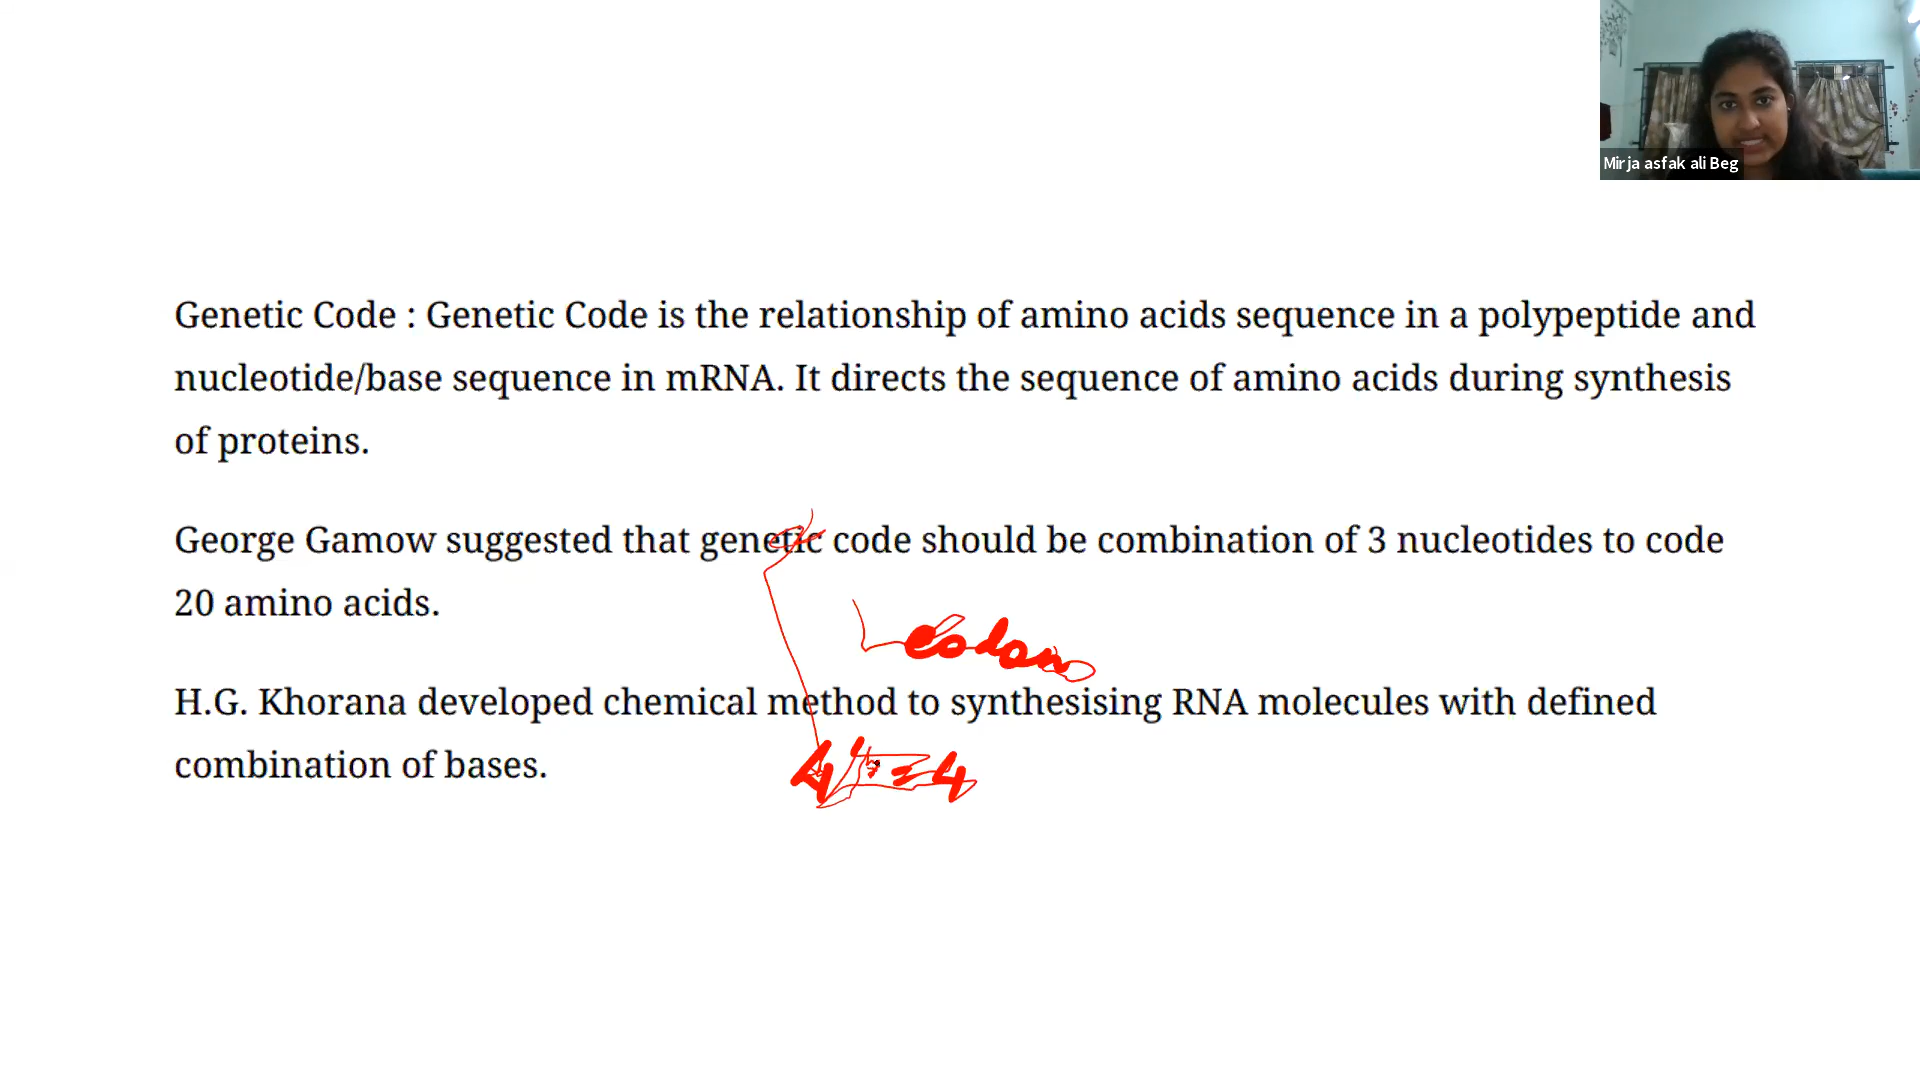 Mirja asfak ali Beg
Genetic Code : Genetic Code is the relationship of amino acids sequence in a polypeptide and
nucleotide/base sequence in mRNA. It directs the sequence of amino acids during synthesis
of proteins.
George Gamow suggested that genetic code should be combination of 3 nucleotides to code
20 amino acids.
codon
H.G. Khorana developed chemical method to synthesising RNA molecules with defined
combination of bases.
4¹ = 4